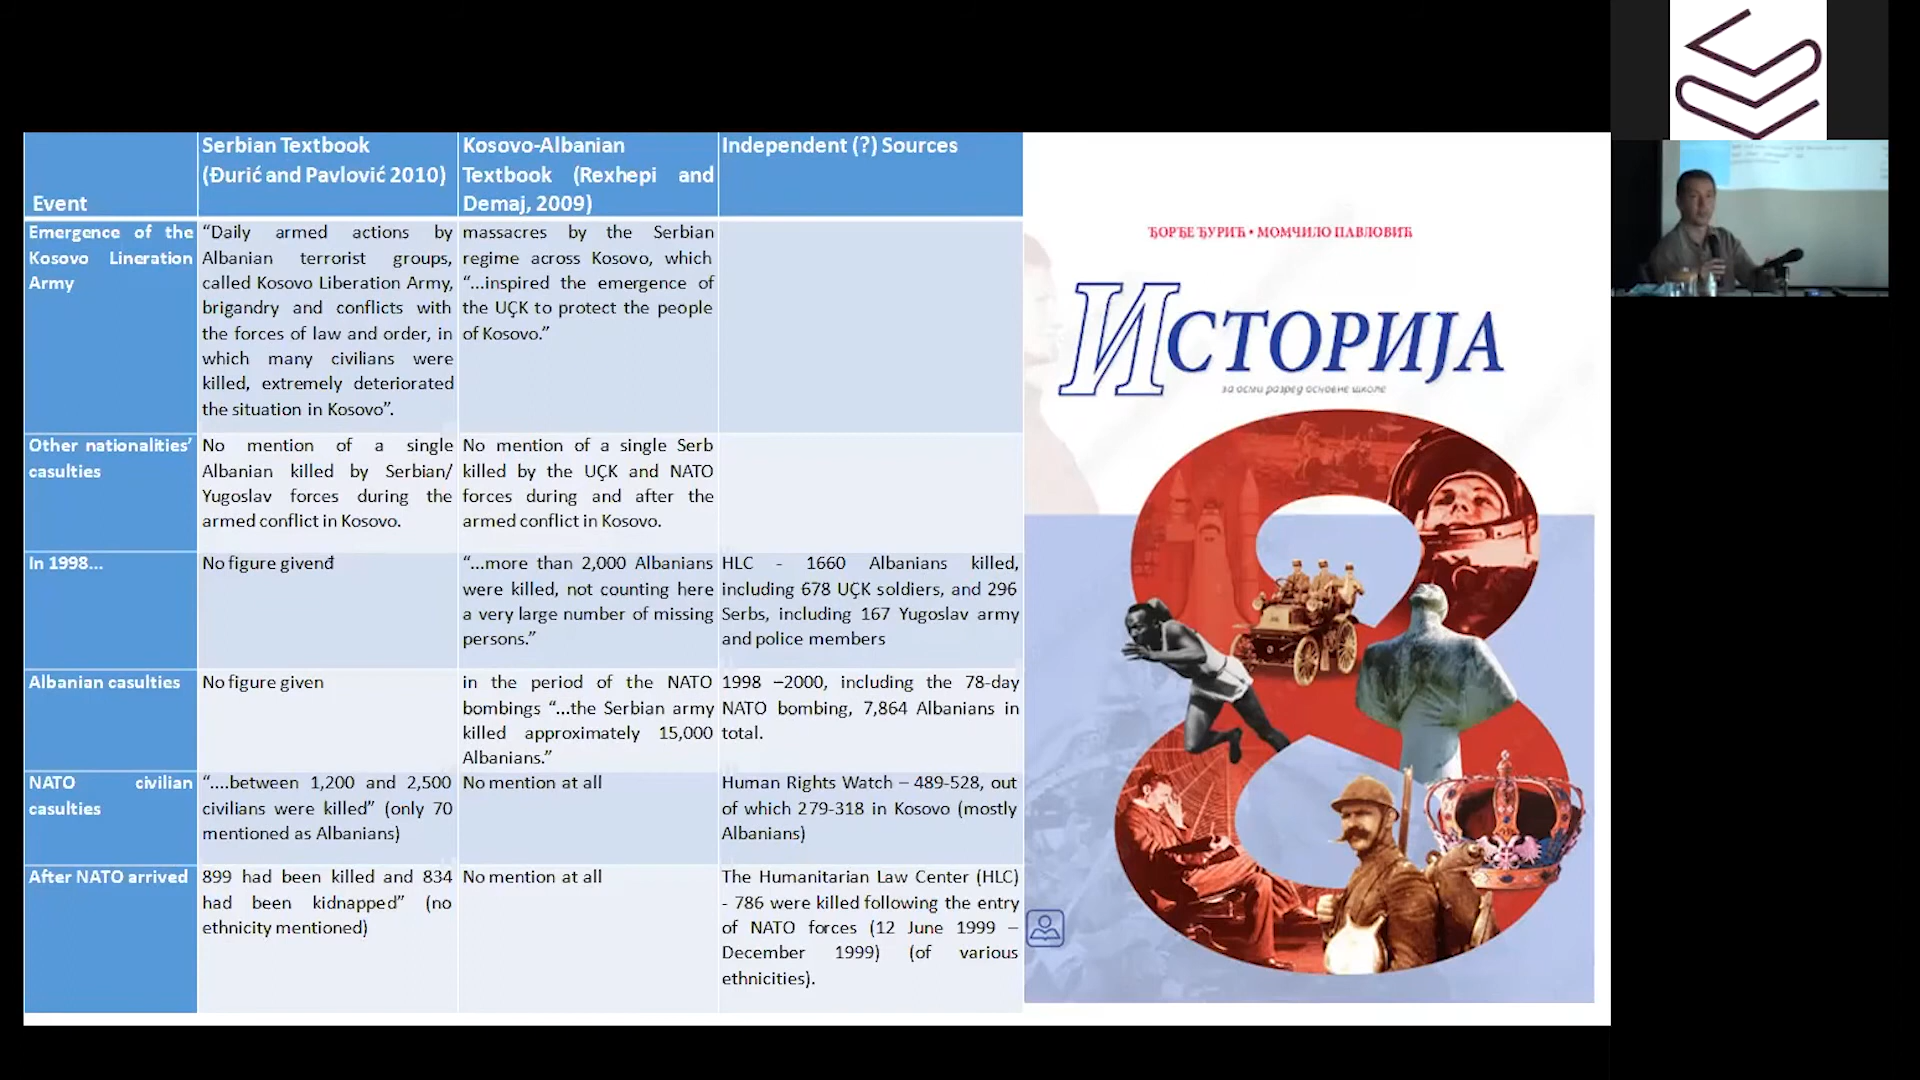 Event
Serbian Textbook
(Đurić and Pavlović 2010)
Kosovo-Albanian
Textbook (Rexhepi and
Demaj, 2009)
Independent (?) Sources
Emergence of the
Kosovo Lineration
Army
“Daily armed actions by
Albanian terrorist groups,
called Kosovo Liberation Army,
brigandry and conflicts with
the forces of law and order, in
which many civilians were
killed, extremely deteriorated
the situation in Kosovo”.
massacres by the Serbian
regime across Kosovo, which
“...inspired the emergence of
the UÇK to protect the people
of Kosovo.”
Other nationalities’
casulties
No mention of a single
Albanian killed by Serbian/
Yugoslav forces during the
armed conflict in Kosovo.
No mention of a single Serb
killed by the UÇK and NATO
forces during and after the
armed conflict in Kosovo.
In 1998...
No figure givenđ
“...more than 2,000 Albanians
were killed, not counting here
a very large number of missing
persons.”
HLC - 1660 Albanians killed,
including 678 UÇK soldiers, and 296
Serbs, including 167 Yugoslav army
and police members
Albanian casulties
No figure given
in the period of the NATO
bombings “...the Serbian army
killed approximately 15,000
Albanians.”
1998 –2000, including the 78-day
NATO bombing, 7,864 Albanians in
total.
NATO civilian
casulties
“....between 1,200 and 2,500
civilians were killed” (only 70
mentioned as Albanians)
No mention at all
Human Rights Watch – 489-528, out
of which 279-318 in Kosovo (mostly
Albanians)
After NATO arrived
899 had been killed and 834
had been kidnapped” (no
ethnicity mentioned)
No mention at all
The Humanitarian Law Center (HLC)
- 786 were killed following the entry
of NATO forces (12 June 1999 –
December 1999) (of various
ethnicities).
ЂОРЂЕ ЂУРИЋ • МОМЧИЛО ПАВЛОВИЋ
ИСТОРИЈА
за осми разред основне школе
8